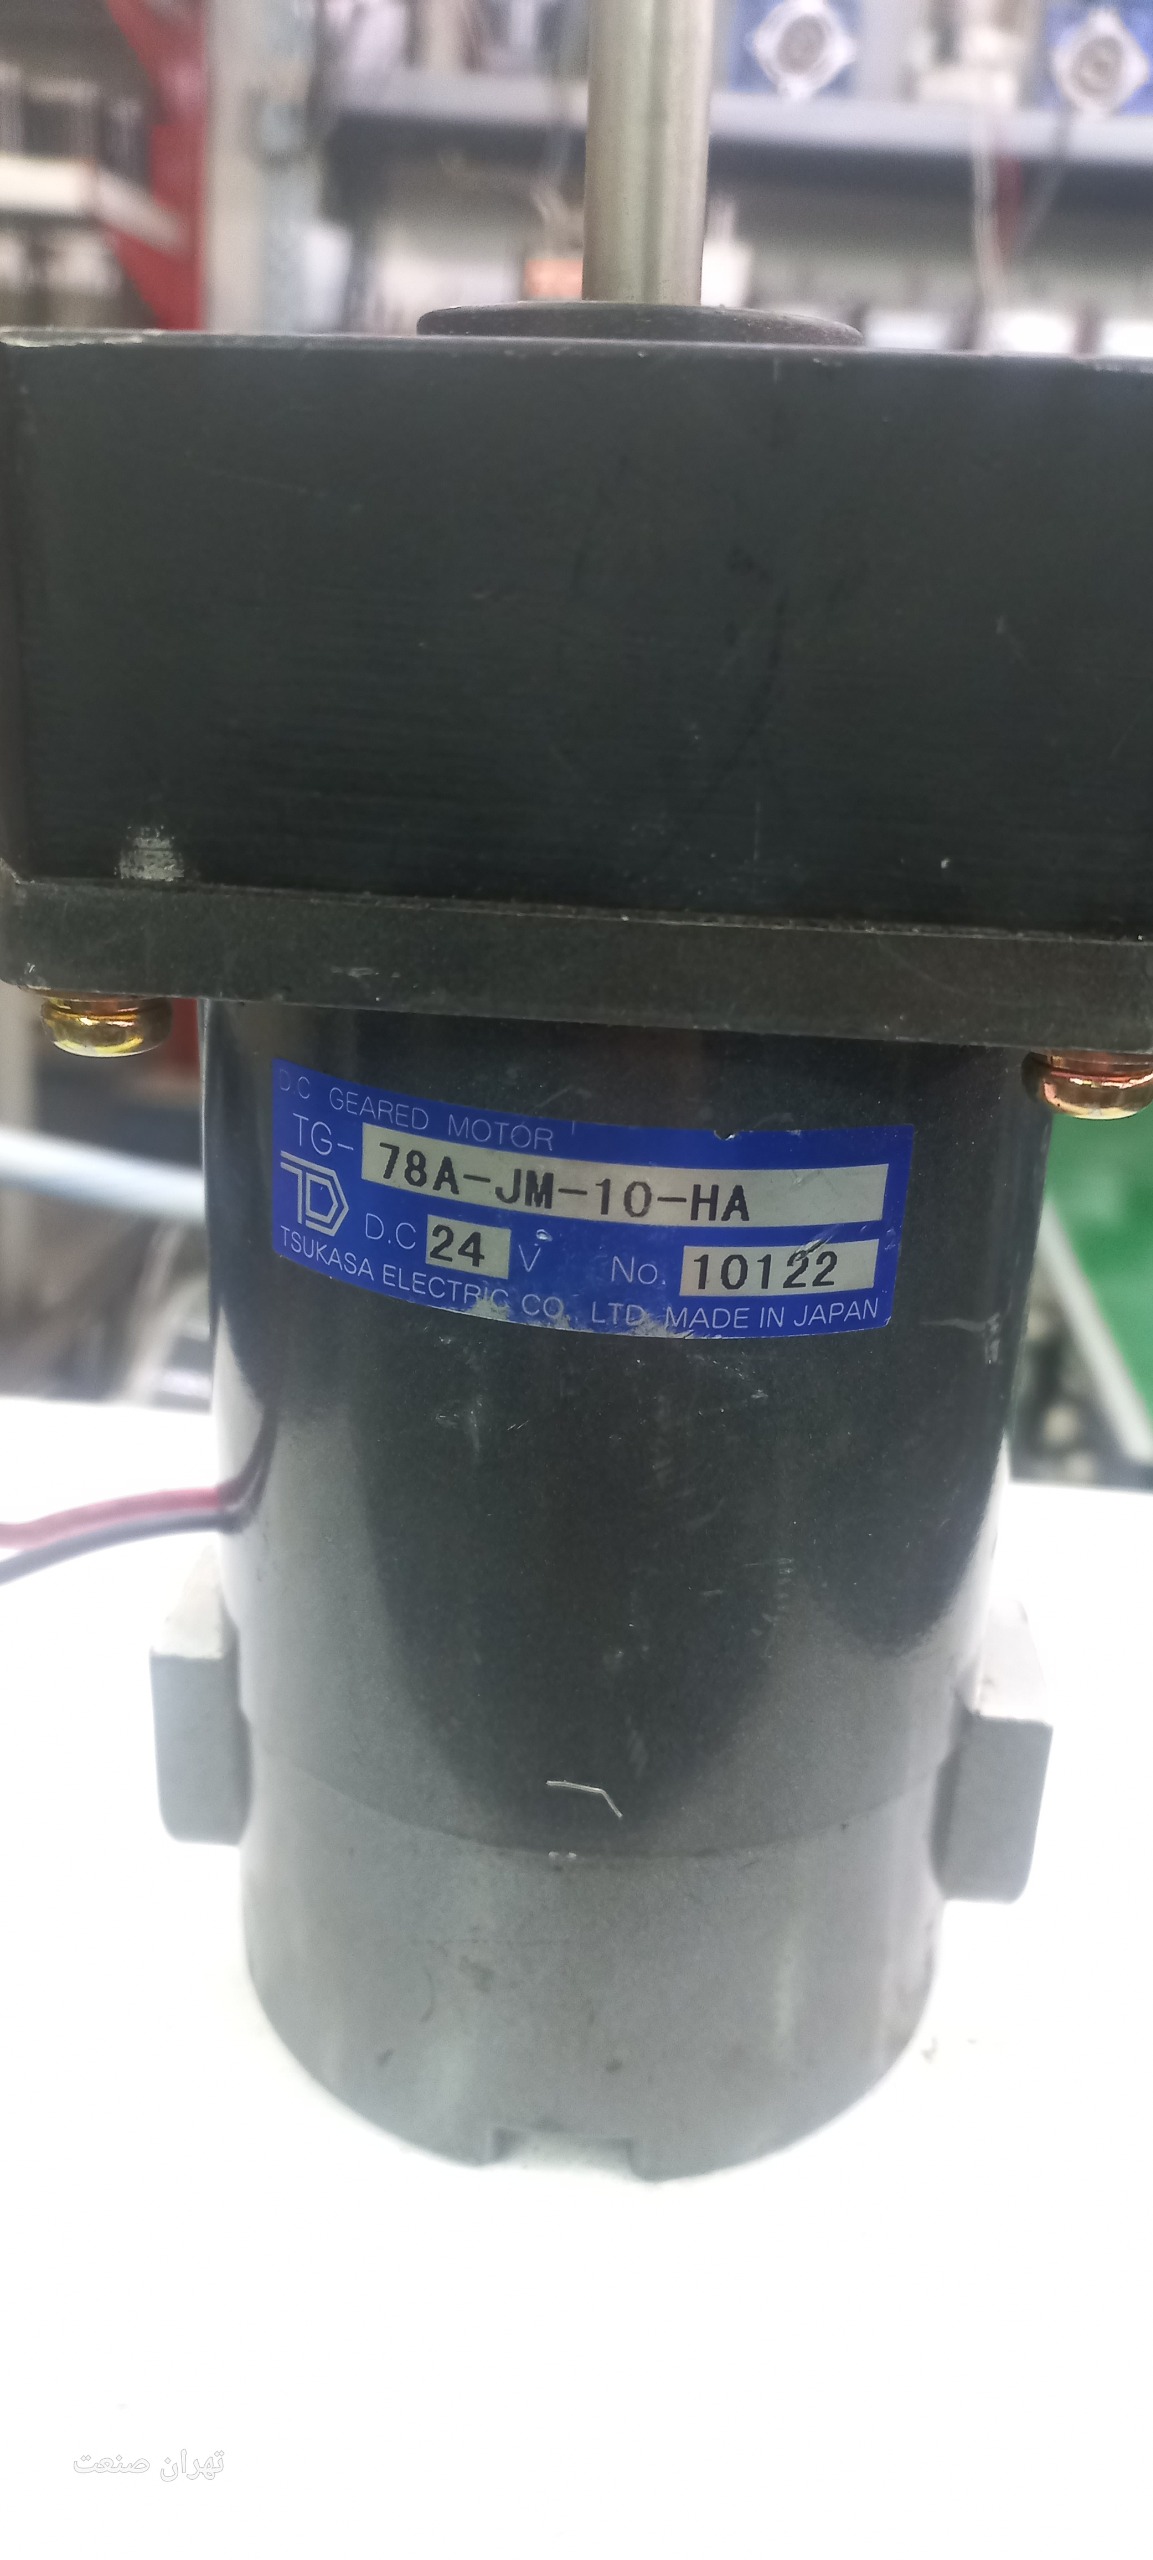 D.C GEARED MOTOR
TG-78A-JM-10-HA
TD D.C 24 V No. 10122
TSUKASA ELECTRIC CO. LTD. MADE IN JAPAN
تهران صنعت